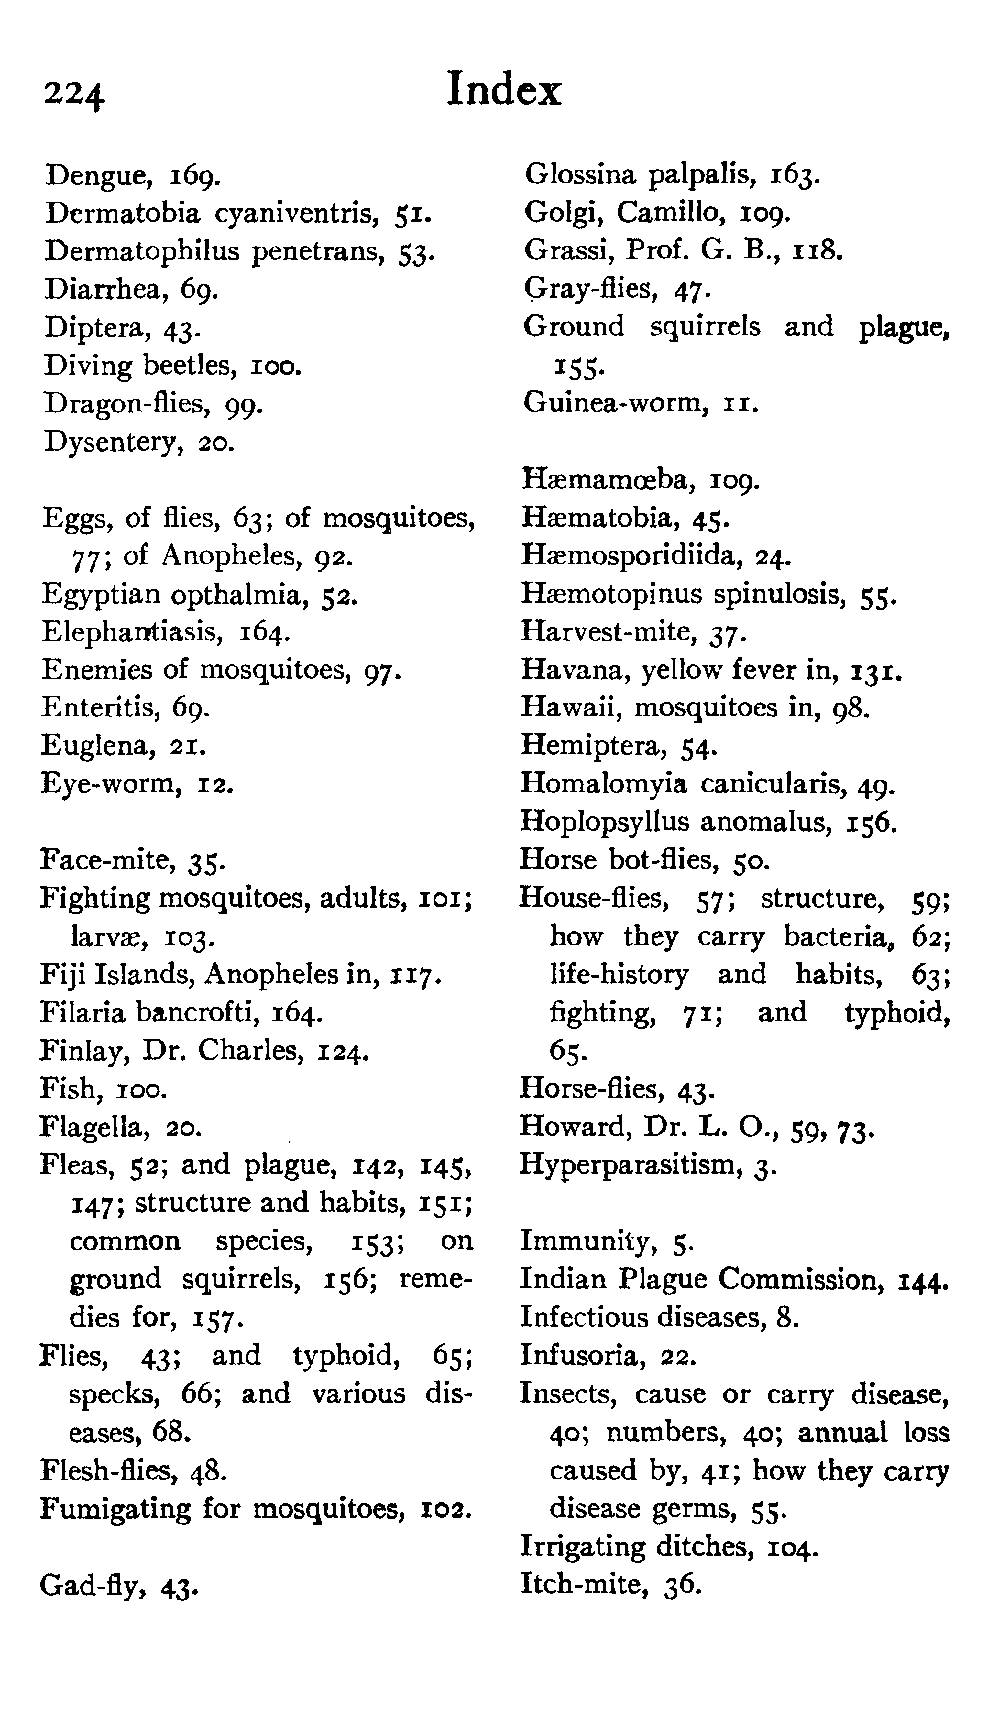 224
Index
Dengue, 169.
Dermatobia cyaniventris, 51.
Dermatophilus penetrans, 53.
Diarrhea, 69.
Diptera, 43.
Diving beetles, 100.
Dragon-flies, 99.
Dysentery, 20.
Eggs, of flies, 63; of mosquitoes,
77; of Anopheles, 92.
Egyptian opthalmia, 52.
Elephantiasis, 164.
Enemies of mosquitoes, 97.
Enteritis, 69.
Euglena, 21.
Eye-worm, 12.
Face-mite, 35.
Fighting mosquitoes, adults, 101;
larvæ, 103.
Fiji Islands, Anopheles in, 117.
Filaria bancrofti, 164.
Finlay, Dr. Charles, 124.
Fish, 100.
Flagella, 20.
Fleas, 52; and plague, 142, 145,
147; structure and habits, 151;
common species, 153; on
ground squirrels, 156; reme-
dies for, 157.
Flies, 43; and typhoid, 65;
specks, 66; and various dis-
eases, 68.
Flesh-flies, 48.
Fumigating for mosquitoes, 102.
Gad-fly, 43.
Glossina palpalis, 163.
Golgi, Camillo, 109.
Grassi, Prof. G. B., 118.
Gray-flies, 47.
Ground squirrels and plague,
155.
Guinea-worm, 11.
Hæmamœba, 109.
Hæmatobia, 45.
Hæmosporidiida, 24.
Hæmotopinus spinulosis, 55.
Harvest-mite, 37.
Havana, yellow fever in, 131.
Hawaii, mosquitoes in, 98.
Hemiptera, 54.
Homalomyia canicularis, 49.
Hoplopsyllus anomalus, 156.
Horse bot-flies, 50.
House-flies, 57; structure, 59;
how they carry bacteria, 62;
life-history and habits, 63;
fighting, 71; and typhoid,
65.
Horse-flies, 43.
Howard, Dr. L. O., 59, 73.
Hyperparasitism, 3.
Immunity, 5.
Indian Plague Commission, 144.
Infectious diseases, 8.
Infusoria, 22.
Insects, cause or carry disease,
40; numbers, 40; annual loss
caused by, 41; how they carry
disease germs, 55.
Irrigating ditches, 104.
Itch-mite, 36.